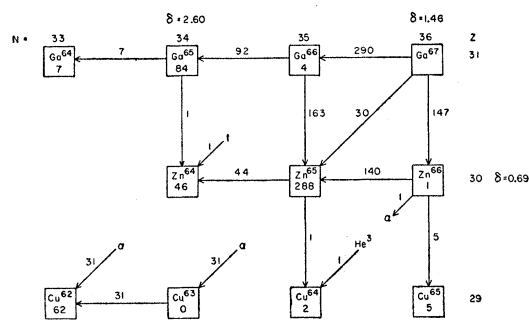 δ = 2.60 δ = 1.46
N = 33 34 35 36 Z
Ga64 7 Ga65 92 Ga66 290 Ga67 31
7 84 4
1 163 30 147
1 t
Zn64 44 Zn65 140 Zn66 30 δ = 0.69
46 288 1
1 α
α α 1 He3 5
31 31 1
Cu62 31 Cu63 Cu64 Cu65 29
62 0 2 5